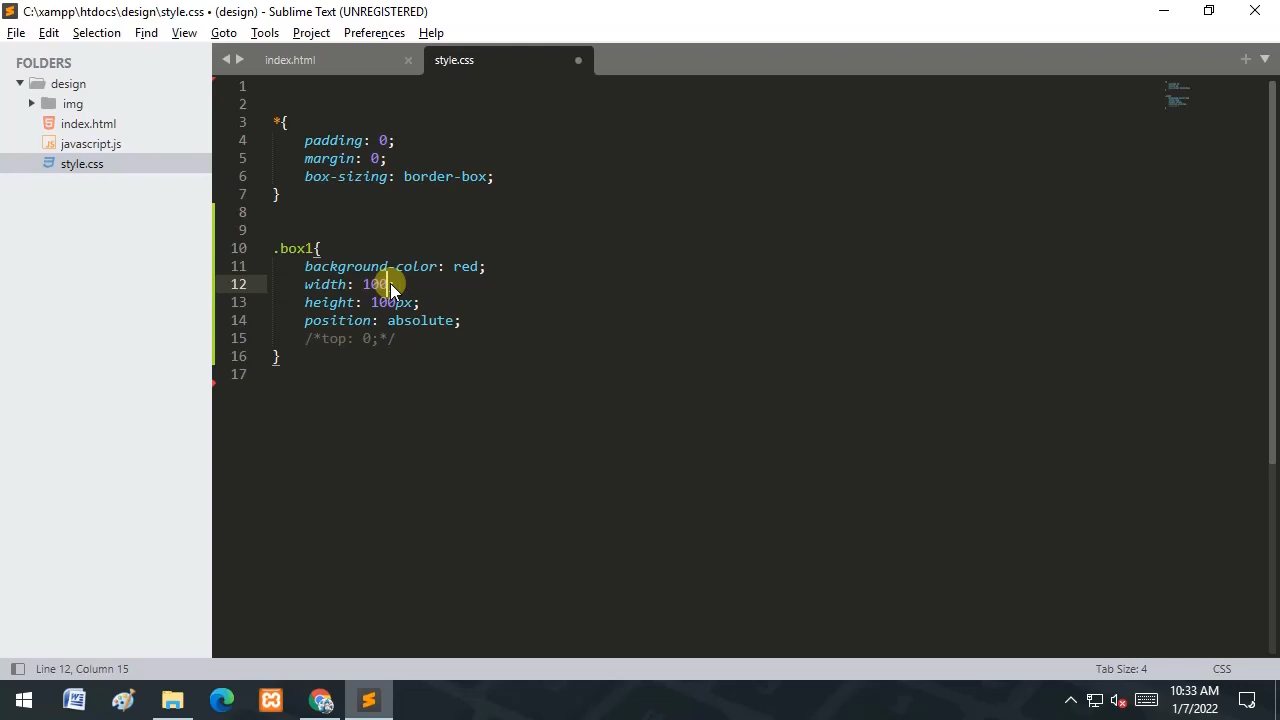 C:\xampp\htdocs\design\style.css • (design) - Sublime Text (UNREGISTERED)
File Edit Selection Find View Goto Tools Project Preferences Help
FOLDERS
design
img
index.html
javascript.js
style.css
index.html style.css
1
2
3 *{
4 padding: 0;
5 margin: 0;
6 box-sizing: border-box;
7 }
8
9
10 .box1{
11 background-color: red;
12 width: 100
13 height: 100px;
14 position: absolute;
15 /*top: 0;*/
16 }
17
Line 12, Column 15 Tab Size: 4 CSS
10:33 AM
1/7/2022